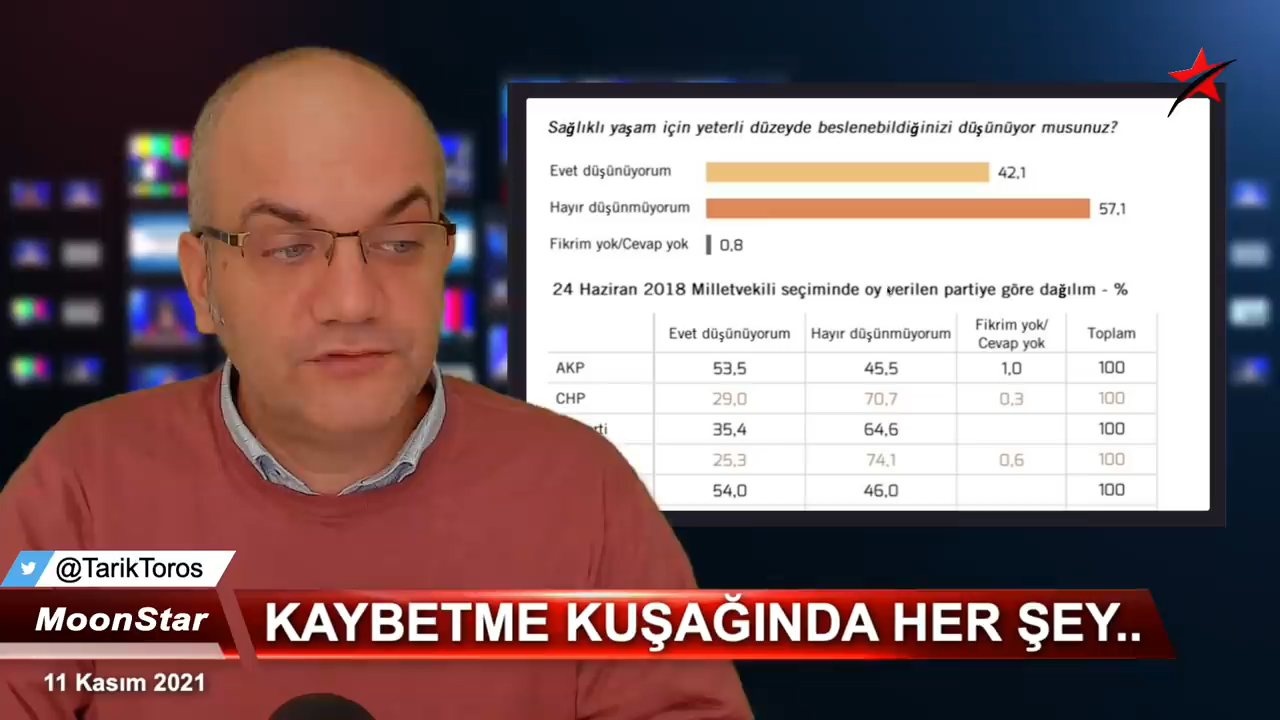 Sağlıklı yaşam için yeterli düzeyde beslenebildiğinizi düşünüyor musunuz?
Evet düşünüyorum 42,1
Hayır düşünmüyorum 57,1
Fikrim yok/Cevap yok 0,8
24 Haziran 2018 Milletvekili seçiminde oy verilen partiye göre dağılım - %
Evet düşünüyorum Hayır düşünmüyorum Fikrim yok/ Toplam
Cevap yok
AKP 53,5 45,5 1,0 100
CHP 29,0 70,7 0,3 100
rti 35,4 64,6 100
25,3 74,1 0,6 100
54,0 46,0 100
@TarikToros
MoonStar
KAYBETME KUŞAĞINDA HER ŞEY..
11 Kasım 2021